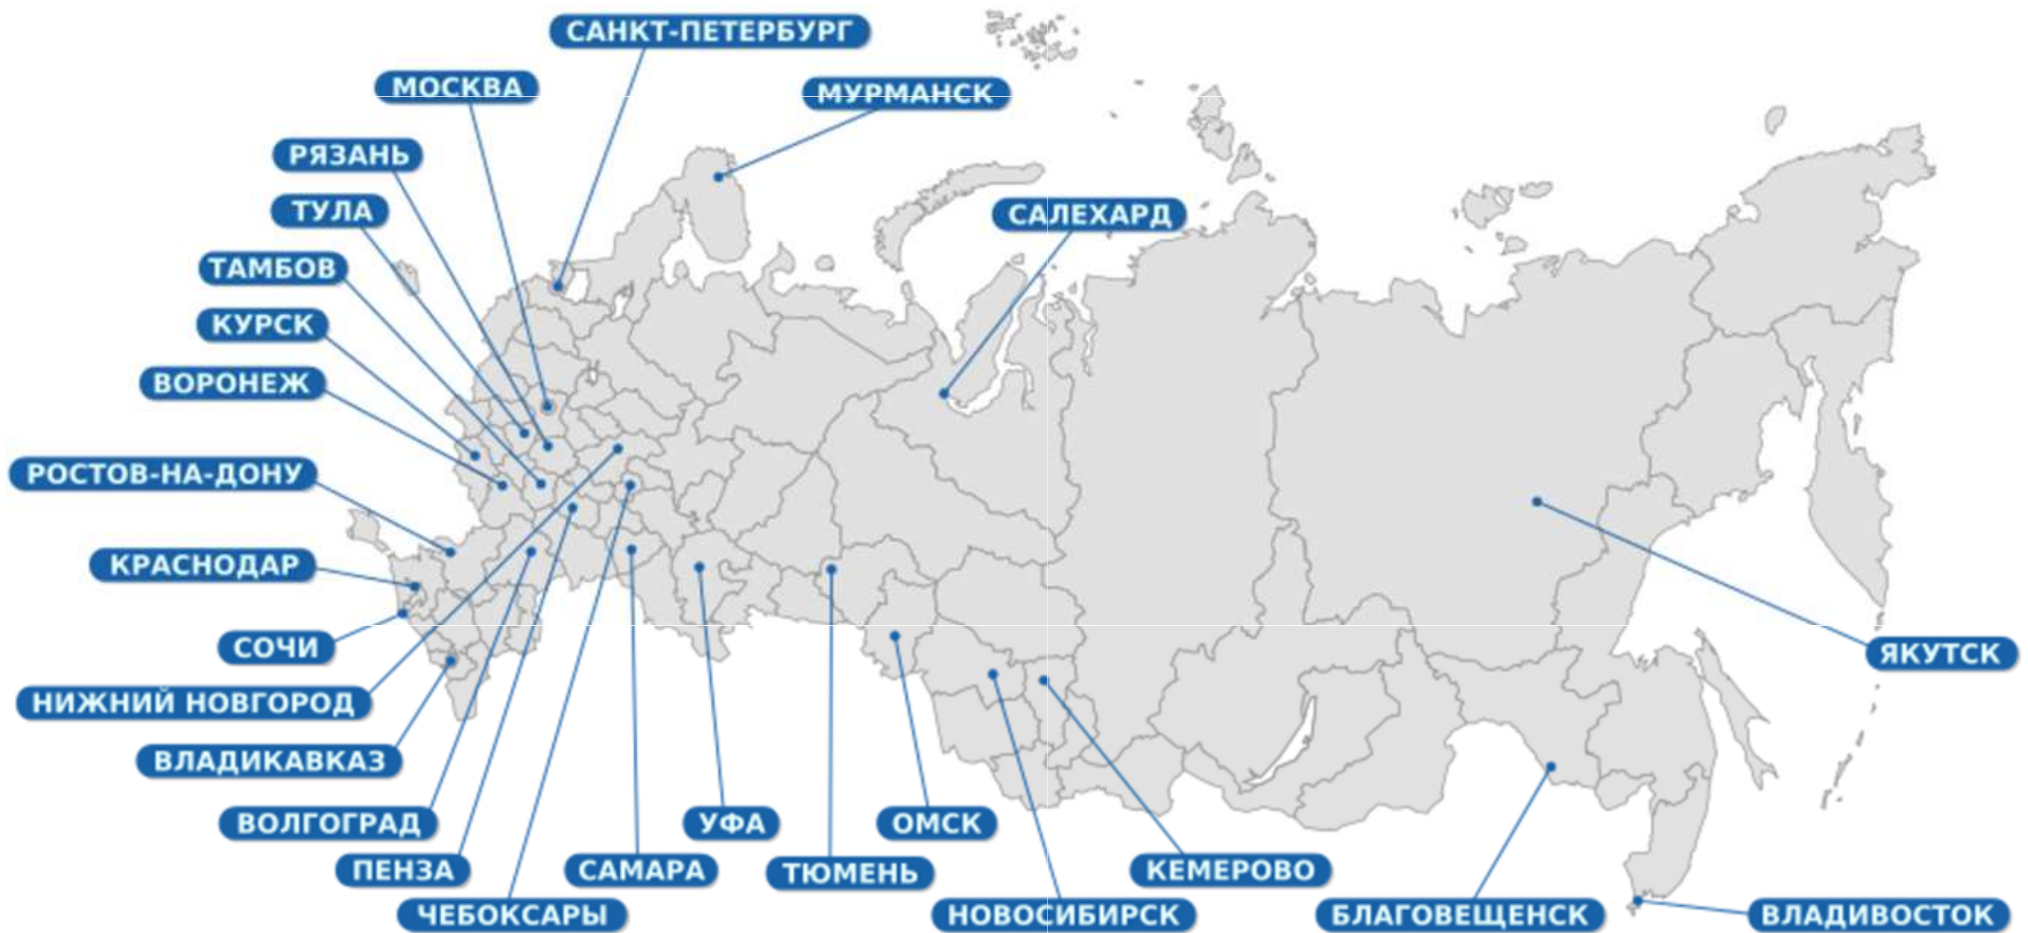 САНКТ-ПЕТЕРБУРГ
МОСКВА
МУРМАНСК
РЯЗАНЬ
ТУЛА
САЛЕХАРД
ТАМБОВ
КУРСК
ВОРОНЕЖ
РОСТОВ-НА-ДОНУ
КРАСНОДАР
СОЧИ
ЯКУТСК
НИЖНИЙ НОВГОРОД
ВЛАДИКАВКАЗ
ВОЛГОГРАД
УФА
ОМСК
ПЕНЗА
САМАРА
ТЮМЕНЬ
КЕМЕРОВО
ЧЕБОКСАРЫ
НОВОСИБИРСК
БЛАГОВЕЩЕНСК
ВЛАДИВОСТОК